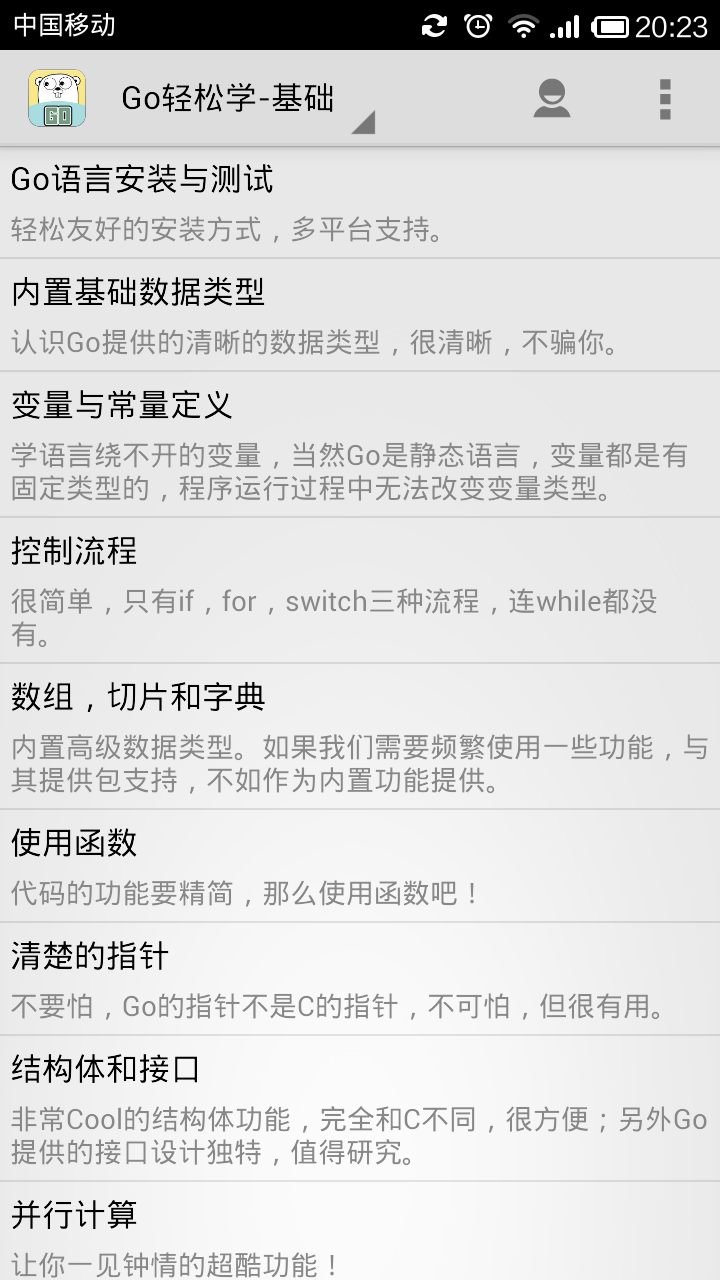 中国移动 20:23
GO
Go轻松学-基础
Go语言安装与测试
轻松友好的安装方式，多平台支持。
内置基础数据类型
认识Go提供的清晰的数据类型，很清晰，不骗你。
变量与常量定义
学语言绕不开的变量，当然Go是静态语言，变量都是有
固定类型的，程序运行过程中无法改变变量类型。
控制流程
很简单，只有if，for，switch三种流程，连while都没
有。
数组，切片和字典
内置高级数据类型。如果我们需要频繁使用一些功能，与
其提供包支持，不如作为内置功能提供。
使用函数
代码的功能要精简，那么使用函数吧！
清楚的指针
不要怕，Go的指针不是C的指针，不可怕，但很有用。
结构体和接口
非常Cool的结构体功能，完全和C不同，很方便；另外Go
提供的接口设计独特，值得研究。
并行计算
让你一见钟情的超酷功能！